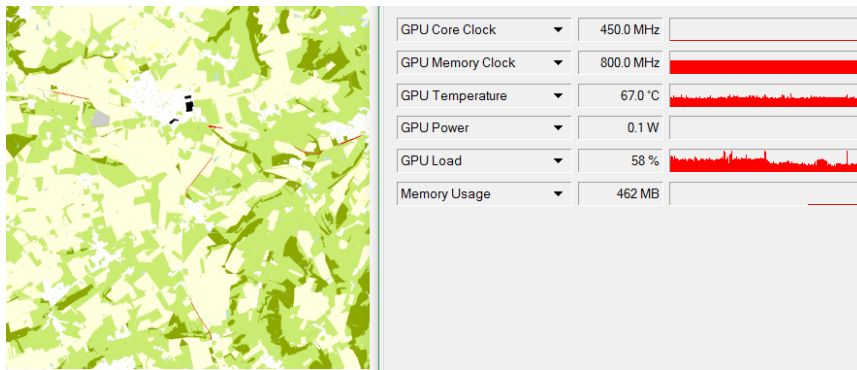 GPU Core Clock 450.0 MHz
GPU Memory Clock 800.0 MHz
GPU Temperature 67.0 °C
GPU Power 0.1 W
GPU Load 58 %
Memory Usage 462 MB